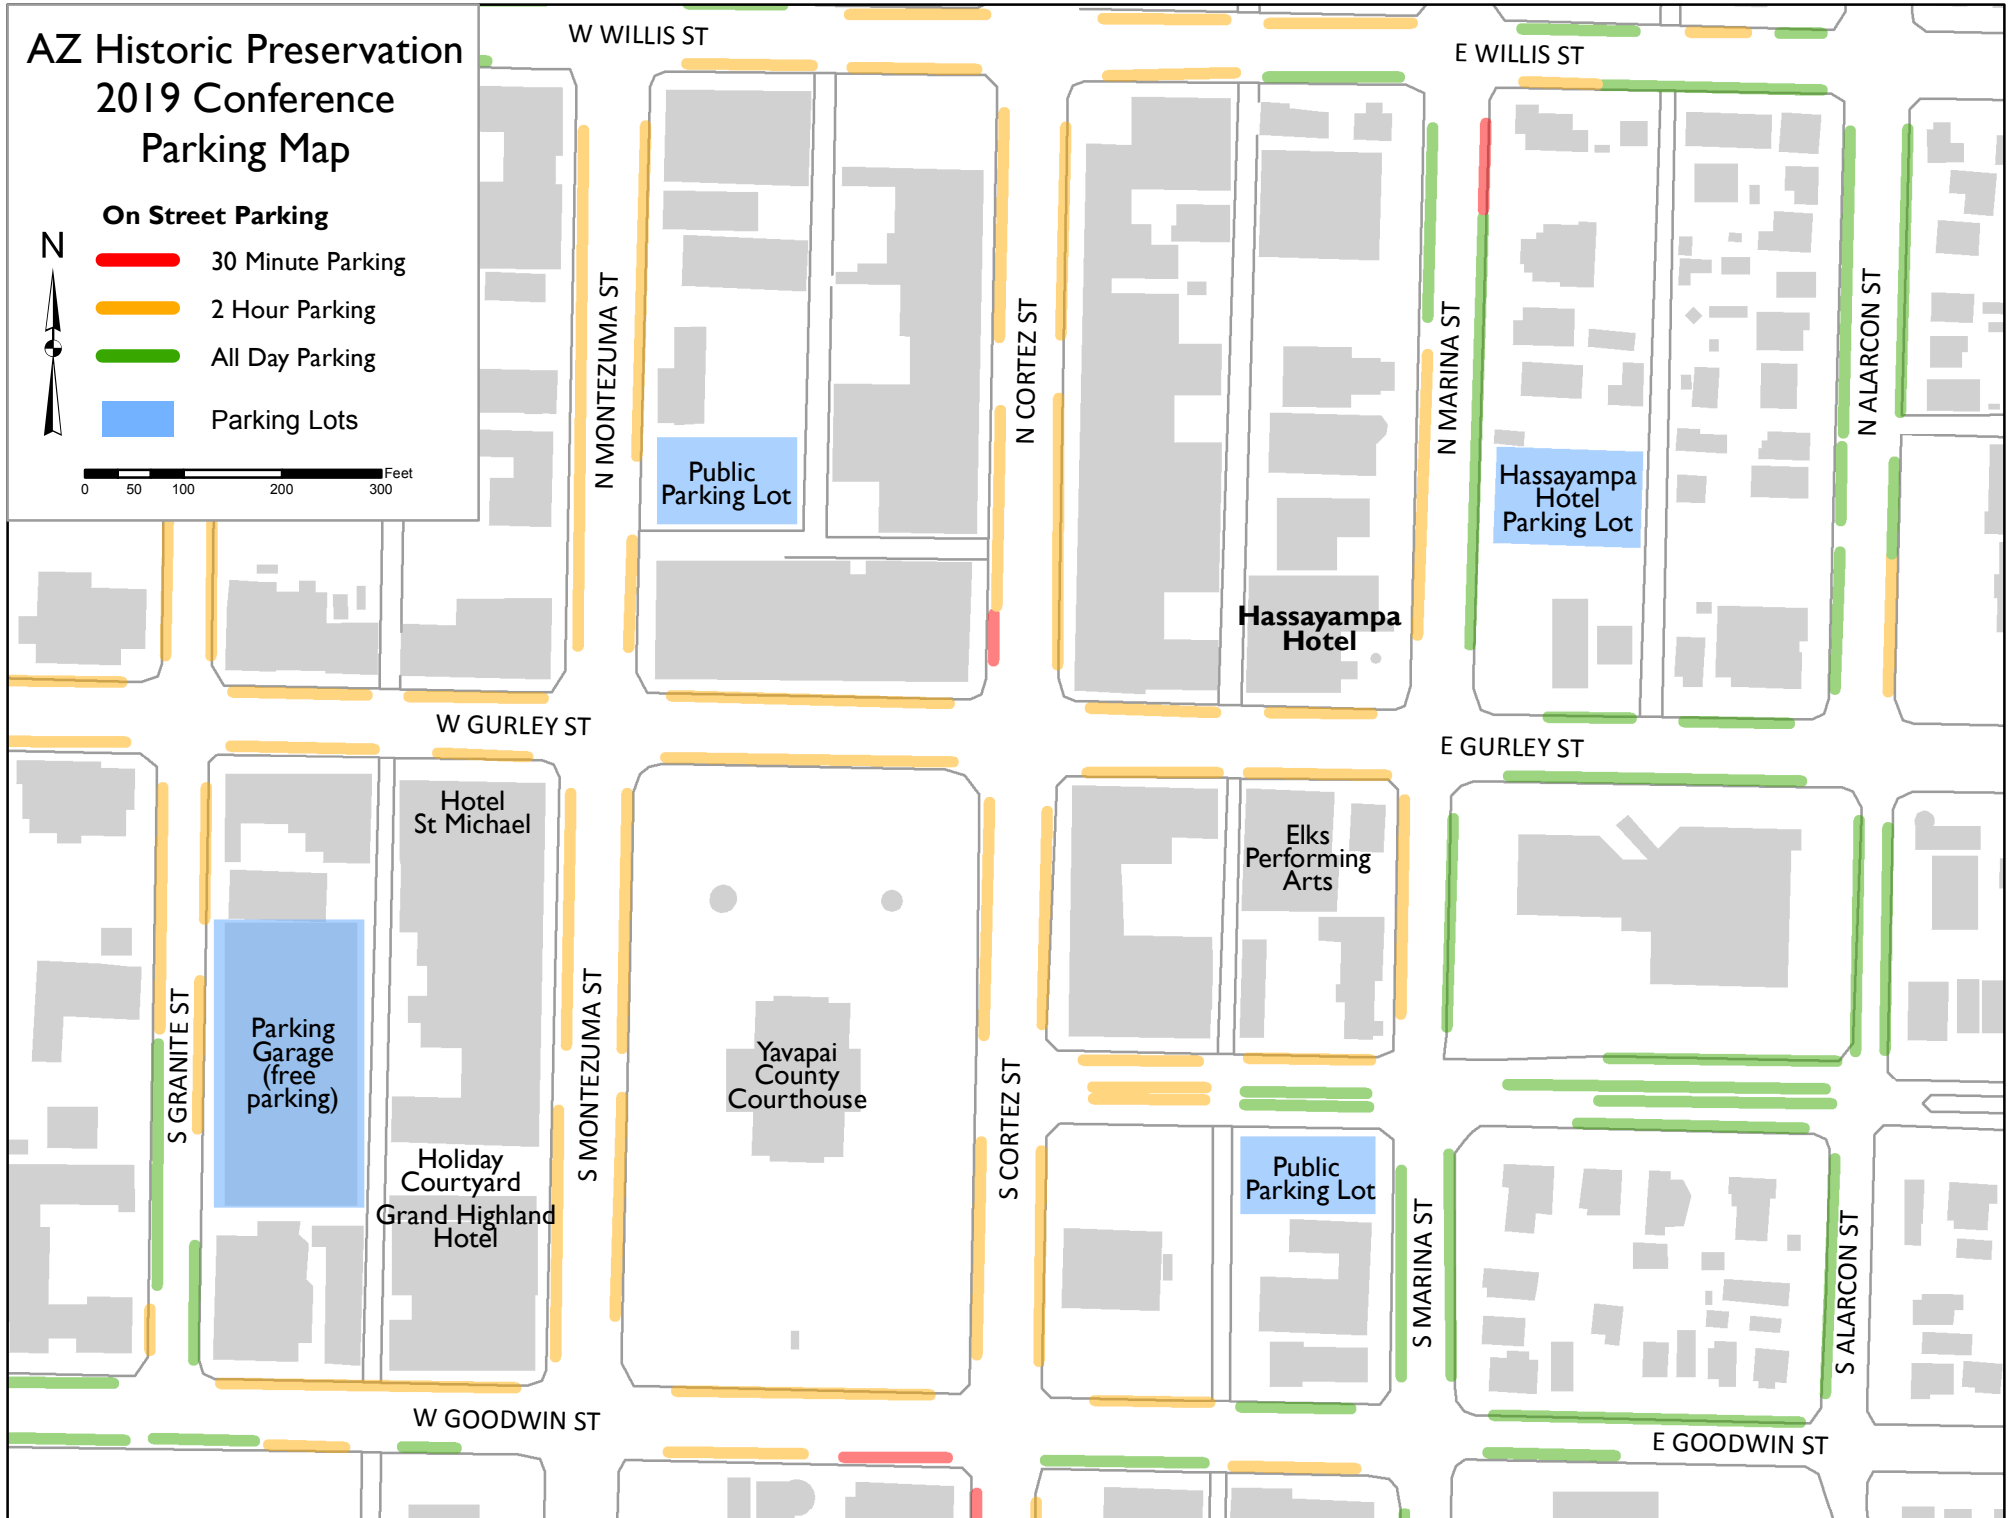 AZ Historic Preservation
2019 Conference
Parking Map
On Street Parking
N
30 Minute Parking
2 Hour Parking
All Day Parking
Parking Lots
Feet
0 50 100 200 300
W WILLIS ST
E WILLIS ST
N MONTEZUMA ST
N CORTEZ ST
N MARINA ST
N ALARCON ST
Public
Parking Lot
Hassayampa
Hotel
Parking Lot
Hassayampa
Hotel
W GURLEY ST
E GURLEY ST
Hotel
St Michael
Elks
Performing
Arts
Parking
Garage
(free
parking)
S GRANITE ST
S MONTEZUMA ST
Yavapai
County
Courthouse
S CORTEZ ST
Holiday
Courtyard
Grand Highland
Hotel
Public
Parking Lot
S MARINA ST
S ALARCON ST
W GOODWIN ST
E GOODWIN ST